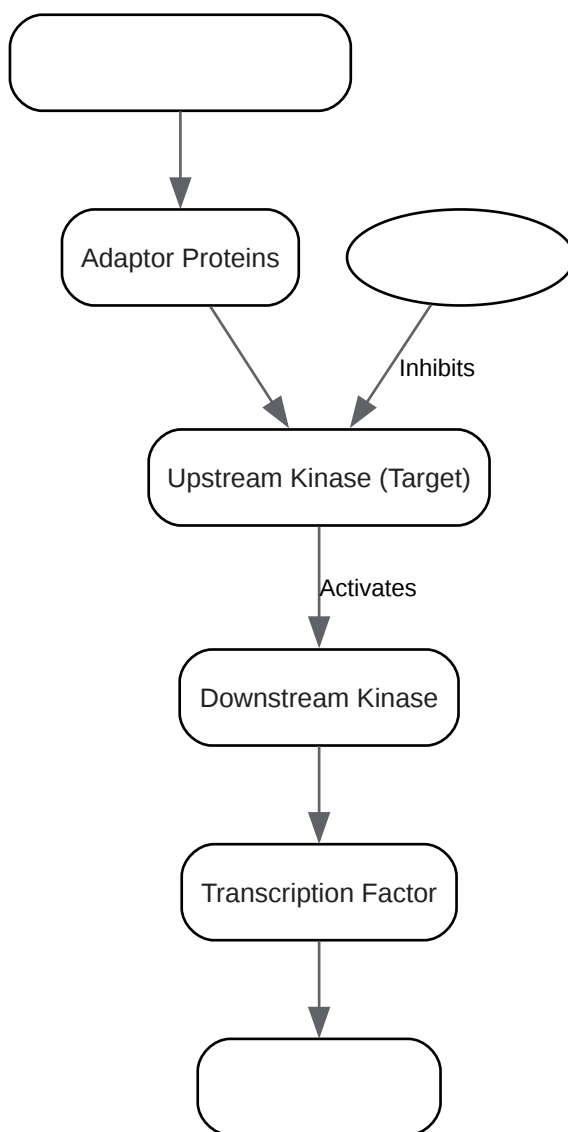 Adaptor Proteins
Inhibits
Upstream Kinase (Target)
Activates
Downstream Kinase
Transcription Factor